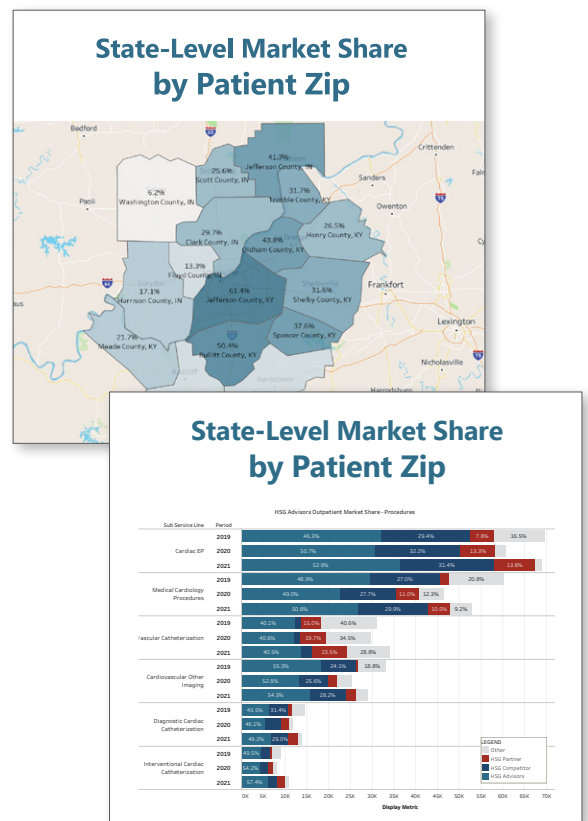 State-Level Market Share
by Patient Zip
Bedford
Crittenden
41.7%
Jefferson County, IN
25.6%
Scott County, IN
Sanders
6.2%
Washington County, IN
31.7%
Trimble County, KY
Paoli
Owenton
26.5%
Henry County, KY
29.7%
Clark County, IN
43.8%
Oldham County, KY
13.3%
Floyd County, IN
17.1%
Harrison County, IN
63.4%
Jefferson County, KY
31.6%
Shelby County, KY
Frankfort
Lexington
37.6%
Spencer County, KY
21.7%
Meade County, KY
50.4%
Bullitt County, KY
Nicholasville
Bardstown
Harrodsburg
State-Level Market Share
by Patient Zip
HSG Advisors Outpatient Market Share - Procedures
Sub Service Line Period
2019 46.3% 29.4% 7.8% 16.5%
Cardiac EP 2020 50.7% 32.2% 13.3%
2021 52.9% 31.4% 13.8%
2019 48.9% 27.0% 20.8%
Medical Cardiology
Procedures
2020 49.0% 27.7% 11.0% 12.3%
2021 50.8% 29.9% 10.0% 9.2%
2019 40.1% 15.0% 40.6%
ascular Catheterization 2020 40.6% 19.7% 34.5%
2021 40.5% 23.5% 28.8%
2019 55.3% 24.1% 18.8%
Cardiovascular Other
Imaging
2020 52.6% 25.6%
2021 54.3% 28.2%
2019 43.5% 31.4%
Diagnostic Cardiac
Catheterization
2020 46.1%
2021 48.2% 29.0%
2019 49.5%
Interventional Cardiac
Catheterization
2020 54.2%
2021 57.4%
LEGEND
Other
HSG Partner
HSG Competitor
HSG Advisors
0K 5K 10K 15K 20K 25K 30K 35K 40K 45K 50K 55K 60K 65K 70K
Display Metric